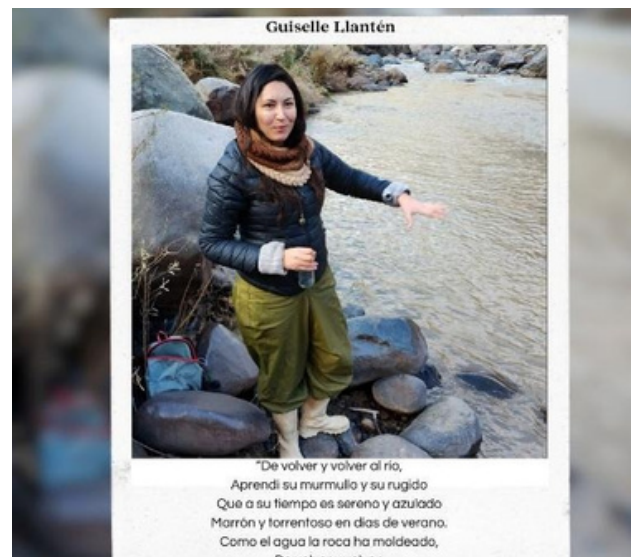 Guiselle Llantén
"De volver y volver al río,
Aprendi su murmullo y su rugido
Que a su tiempo es sereno y azulado
Marrón y torrentoso en días de verano.
Como el agua la roca ha moldeado,